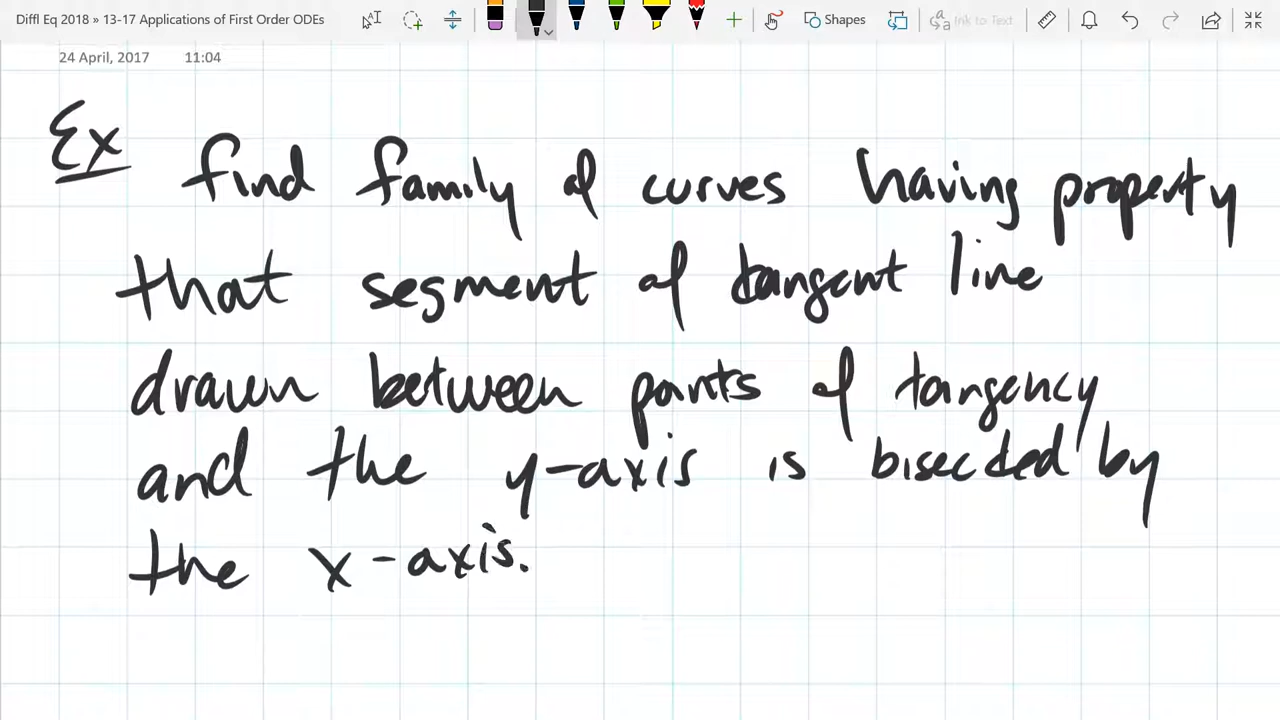 Diffl Eq 2018 » 13-17 Applications of First Order ODEs
Shapes
Ink to Text
24 April, 2017 11:04
Ex find family of curves having property
that segment of tangent line
drawn between points of tangency
and the y-axis is bisected by
the x-axis.